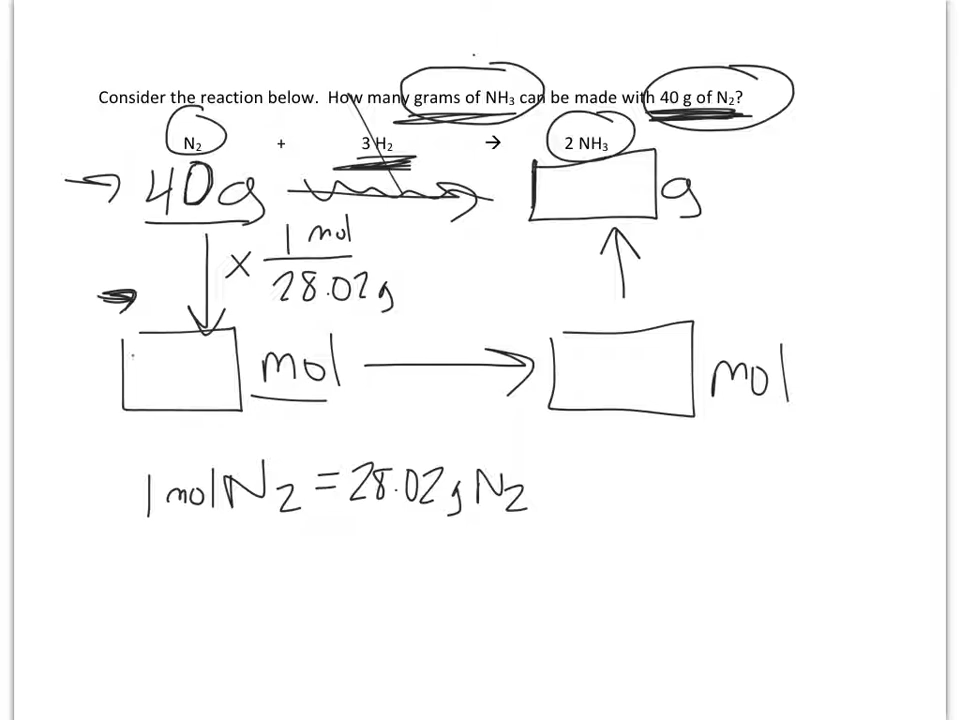 Consider the reaction below. How many grams of NH₃ can be made with 40 g of N₂?
N₂ + 3 H₂ → 2 NH₃
→ 40g g
× 1 mol
28.02g
mol → mol
1 mol N₂ = 28.02g N₂